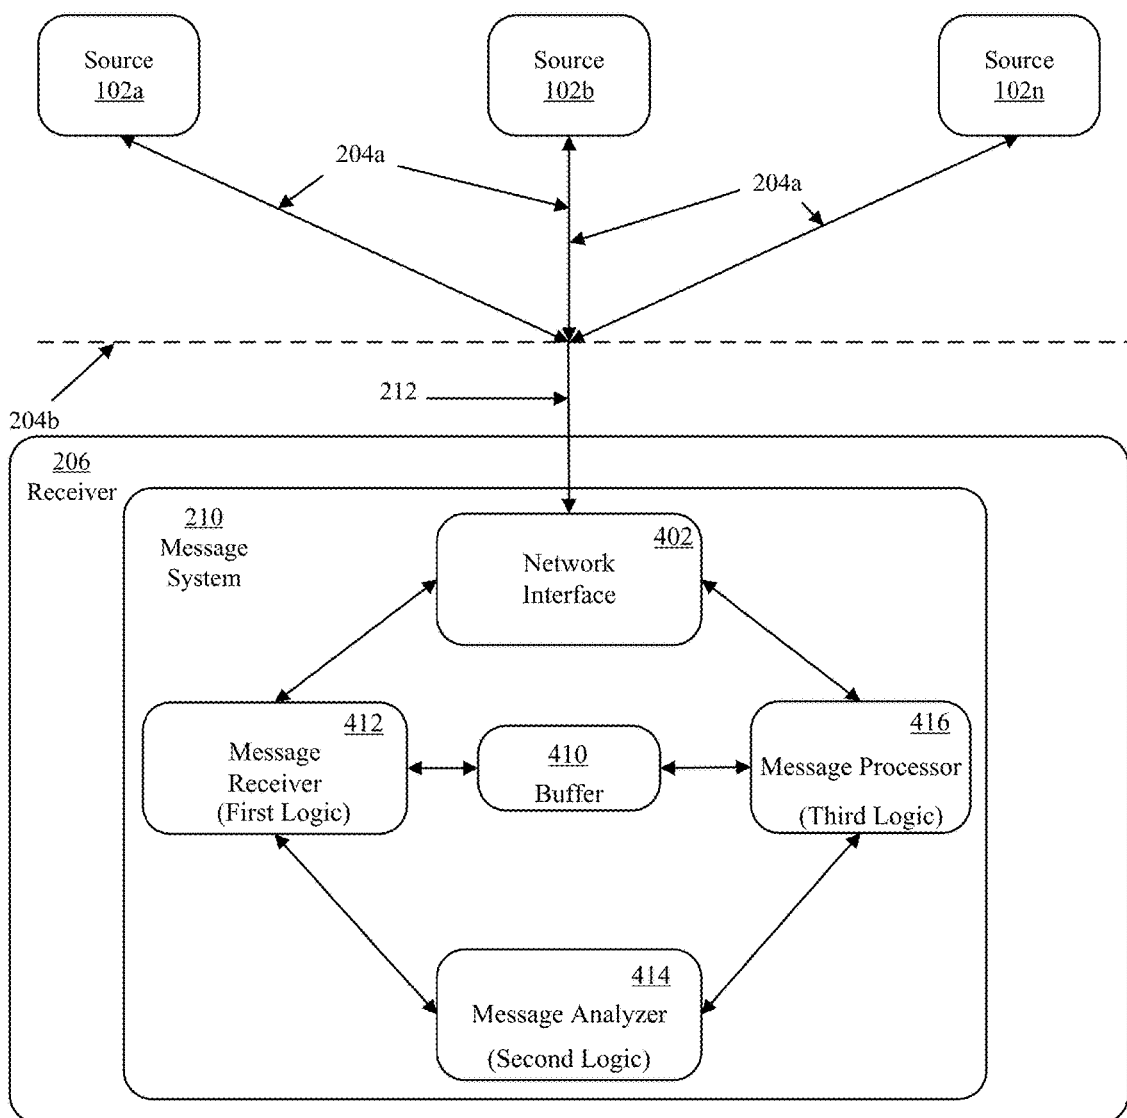 Source
102a
Source
102b
Source
102n
204a
204a
212
204b
206
Receiver
210
Message
System
402
Network
Interface
412
Message
Receiver
(First Logic)
410
Buffer
416
Message Processor
(Third Logic)
414
Message Analyzer
(Second Logic)